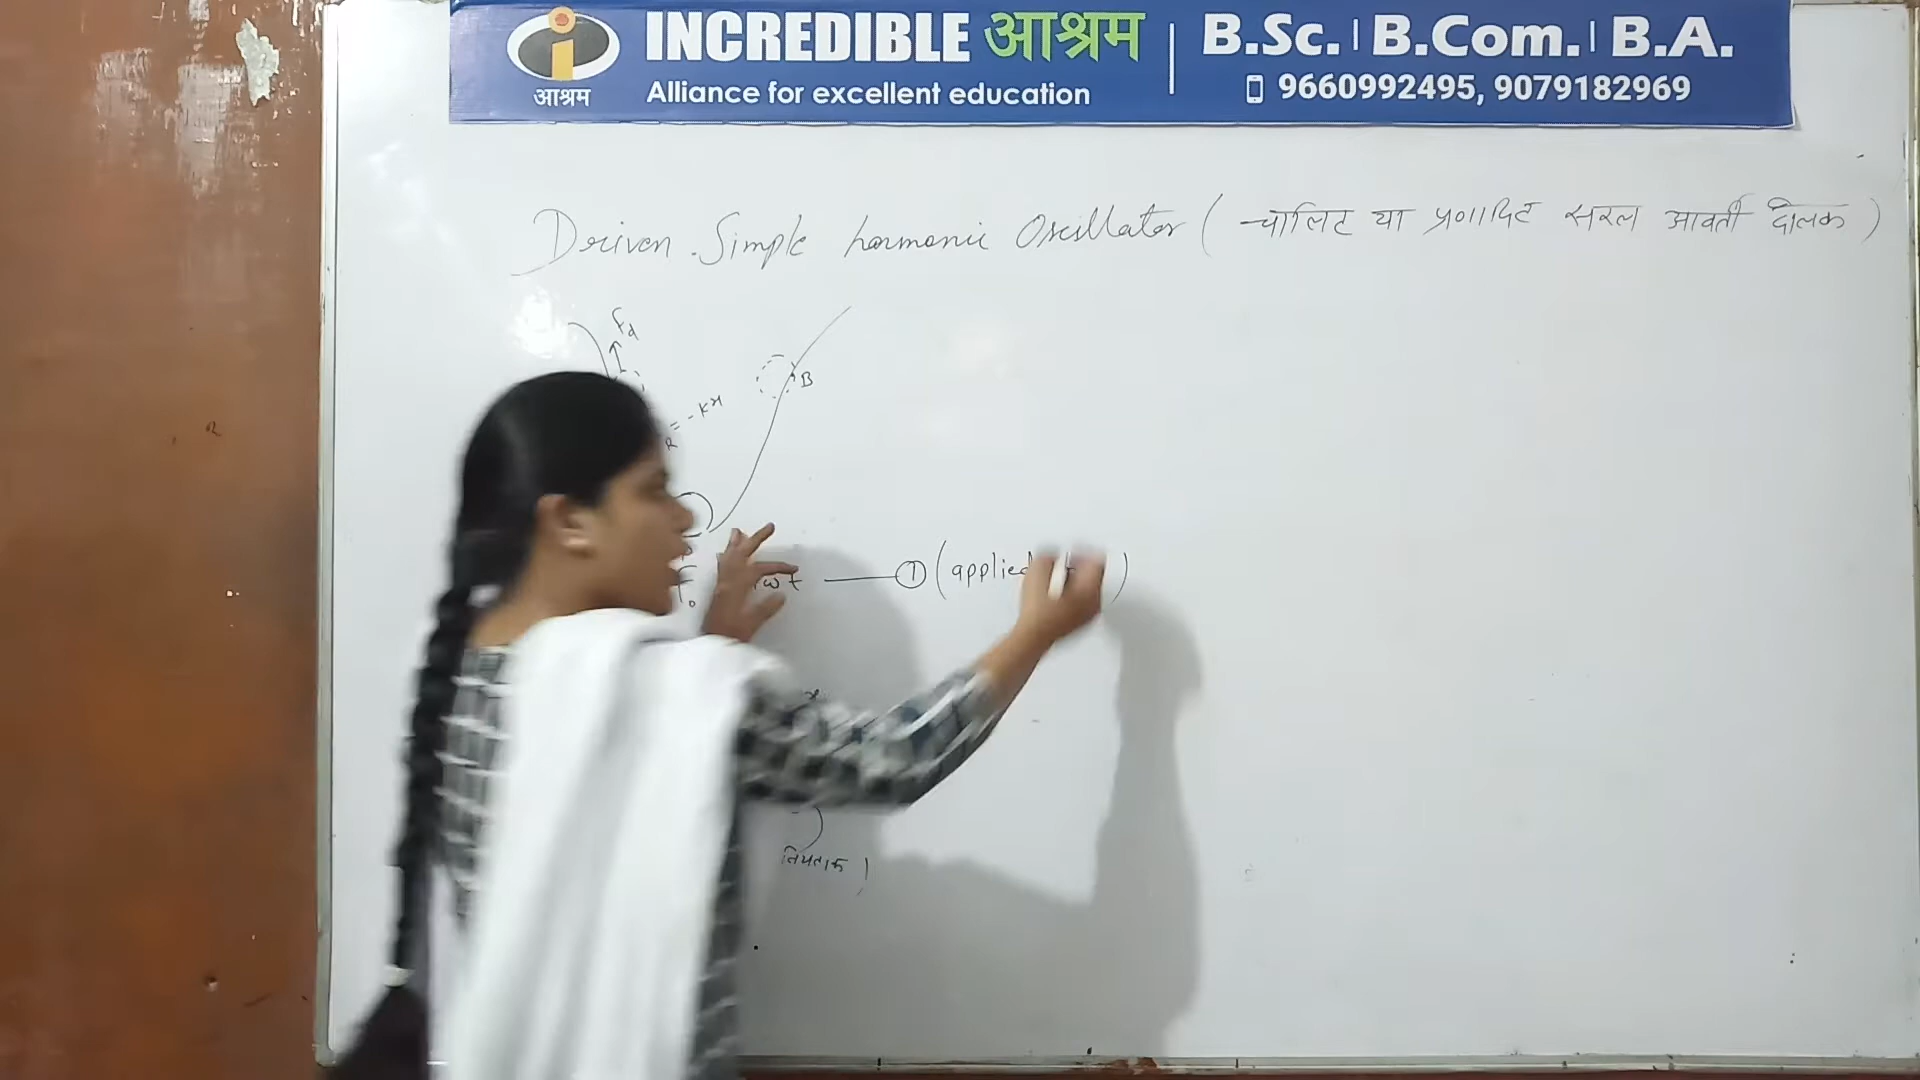 INCREDIBLE आश्रम
आश्रम
Alliance for excellent education
B.Sc. | B.Com. | B.A.
9660992495, 9079182969
Driven Simple harmonic Oscillator ( चालित या प्रणोदित सरल आवर्ती दोलक )
Fd
B
R = -kx
F₀
ωt ——— ① (applied )
x
नियतांक )